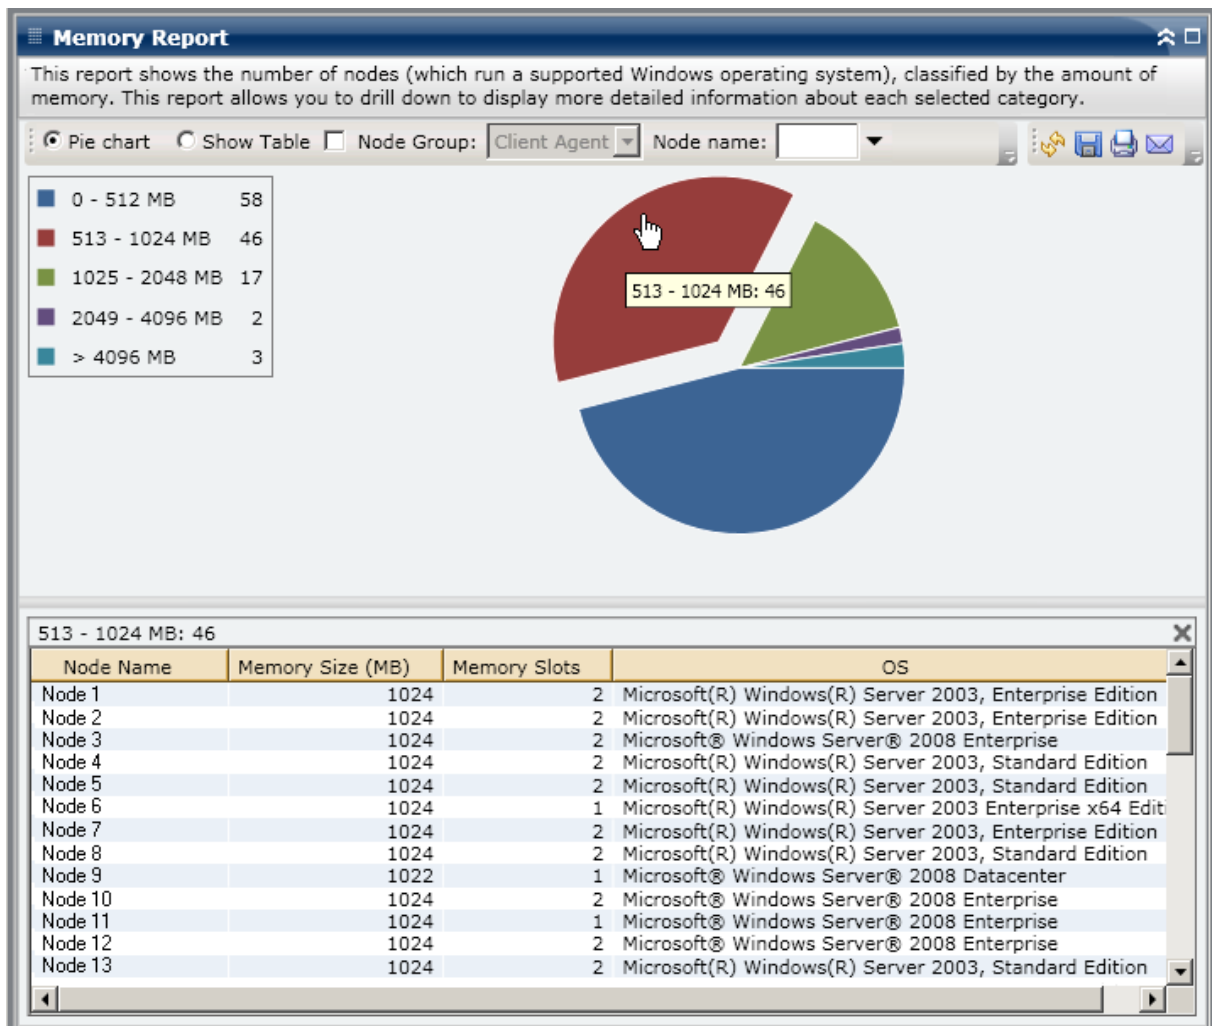 Memory Report
This report shows the number of nodes (which run a supported Windows operating system), classified by the amount of
memory. This report allows you to drill down to display more detailed information about each selected category.
Pie chart Show Table Node Group: Client Agent Node name:
0 - 512 MB 58
513 - 1024 MB 46
1025 - 2048 MB 17
2049 - 4096 MB 2
> 4096 MB 3
513 - 1024 MB: 46
513 - 1024 MB: 46
Node Name Memory Size (MB) Memory Slots OS
Node 1 1024 2 Microsoft(R) Windows(R) Server 2003, Enterprise Edition
Node 2 1024 2 Microsoft(R) Windows(R) Server 2003, Enterprise Edition
Node 3 1024 2 Microsoft® Windows Server® 2008 Enterprise
Node 4 1024 2 Microsoft(R) Windows(R) Server 2003, Standard Edition
Node 5 1024 2 Microsoft(R) Windows(R) Server 2003, Standard Edition
Node 6 1024 1 Microsoft(R) Windows(R) Server 2003 Enterprise x64 Editi
Node 7 1024 2 Microsoft(R) Windows(R) Server 2003, Enterprise Edition
Node 8 1024 2 Microsoft(R) Windows(R) Server 2003, Standard Edition
Node 9 1022 1 Microsoft® Windows Server® 2008 Datacenter
Node 10 1024 2 Microsoft® Windows Server® 2008 Enterprise
Node 11 1024 1 Microsoft® Windows Server® 2008 Enterprise
Node 12 1024 2 Microsoft® Windows Server® 2008 Enterprise
Node 13 1024 2 Microsoft(R) Windows(R) Server 2003, Standard Edition